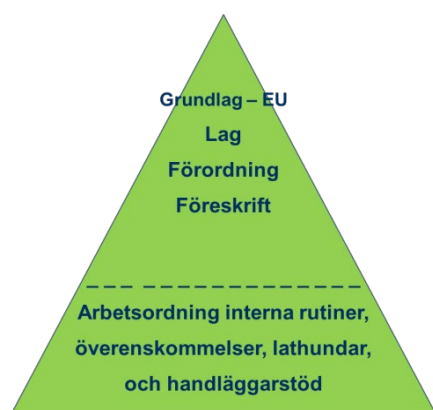 Grundlag – EU
Lag
Förordning
Föreskrift
Arbetsordning interna rutiner,
överenskommelser, lathundar,
och handläggarstöd